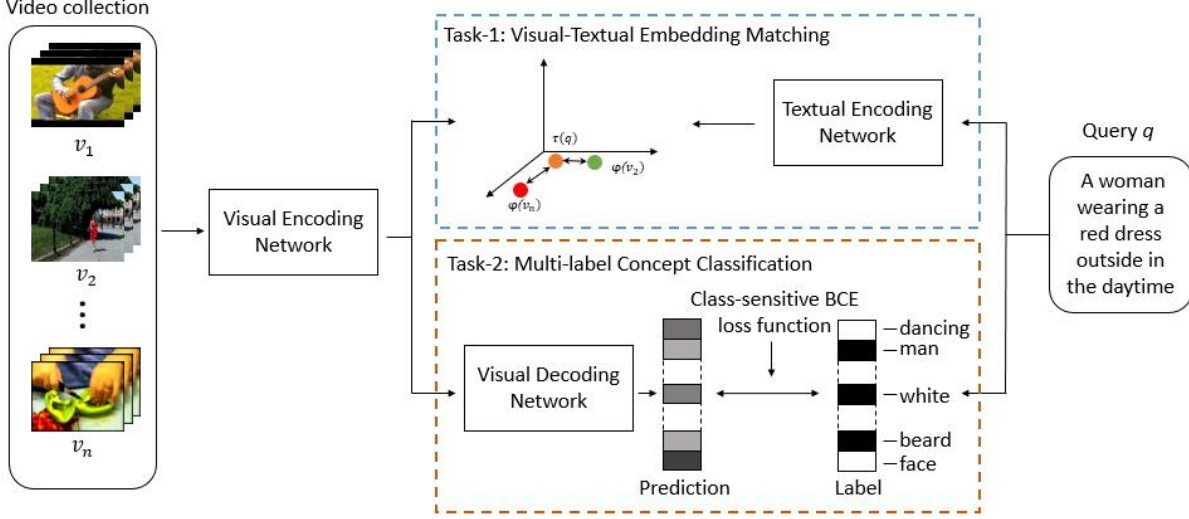 Video collection
v1
v2
vn
Visual Encoding
Network
Task-1: Visual-Textual Embedding Matching
τ(q)
φ(v2)
φ(vn)
Textual Encoding
Network
Task-2: Multi-label Concept Classification
Visual Decoding
Network
Class-sensitive BCE
loss function
Prediction
dancing
man
white
beard
face
Label
Query q
A woman
wearing a
red dress
outside in
the daytime